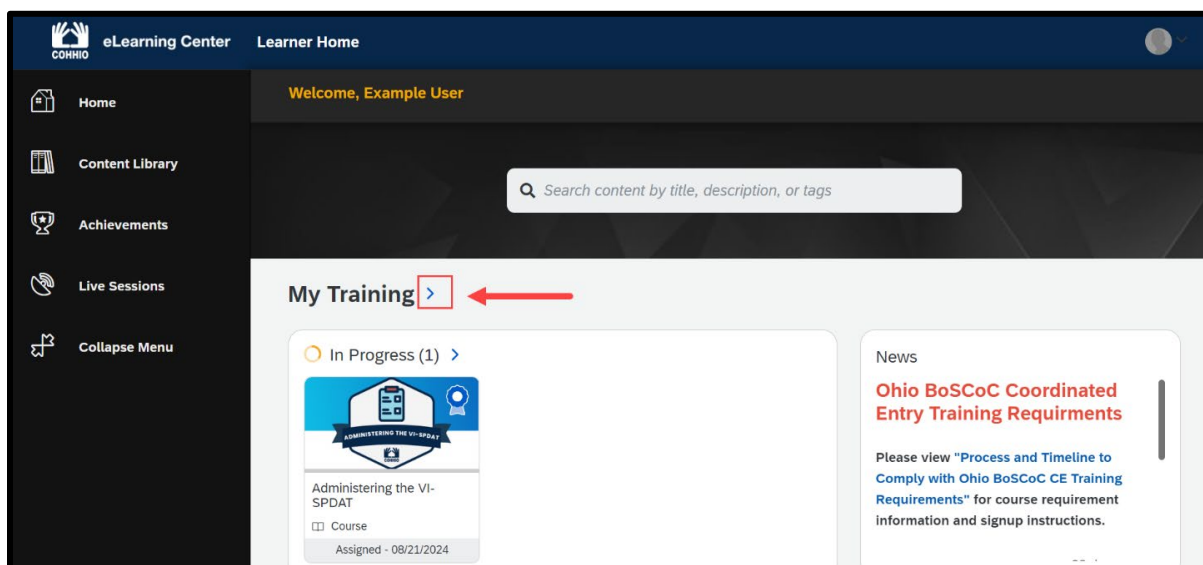 COHHIO
eLearning Center
Learner Home
Home
Content Library
Achievements
Live Sessions
Collapse Menu
Welcome, Example User
Search content by title, description, or tags
My Training >
In Progress (1) >
ADMINISTERING THE VI-SPDAT
COHHIO
Administering the VI-
SPDAT
Course
Assigned - 08/21/2024
News
Ohio BoSCoC Coordinated
Entry Training Requirments
Please view "Process and Timeline to
Comply with Ohio BoSCoC CE Training
Requirements" for course requirement
information and signup instructions.